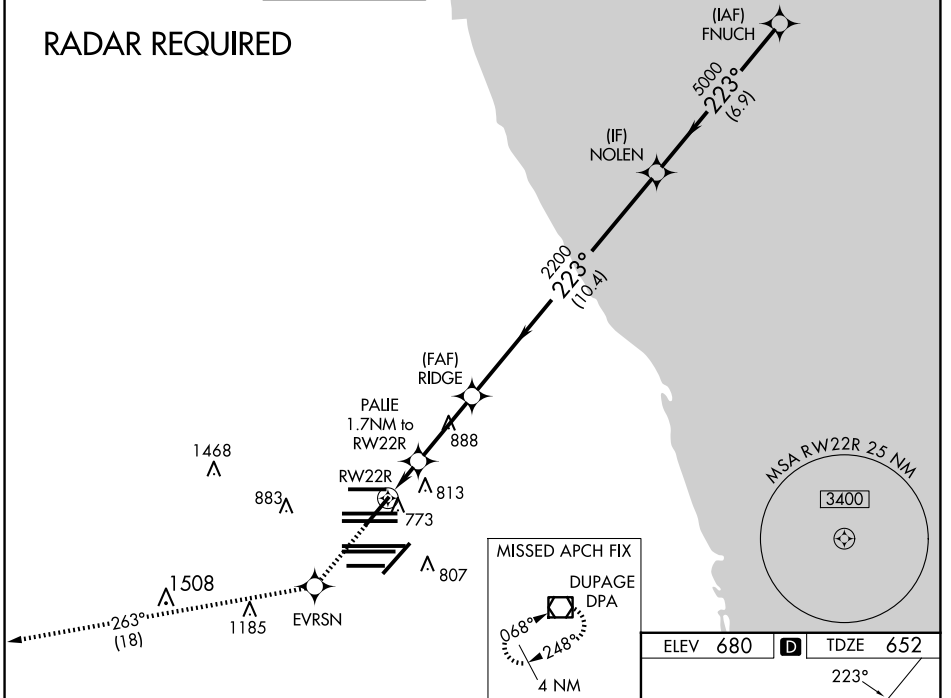 RADAR REQUIRED
(IAF)
FNUCH
5000
223°
(6.9)
(IF)
NOLEN
2200
223°
(10.4)
(FAF)
RIDGE
PALIE
1.7NM to
RW22R
888
1468
RW22R
813
883
773
MSA RW22R 25 NM
3400
807
1508
263°
(18)
1185
EVRSN
MISSED APCH FIX
DUPAGE
DPA
068°
248°
4 NM
ELEV 680 D TDZE 652
223°